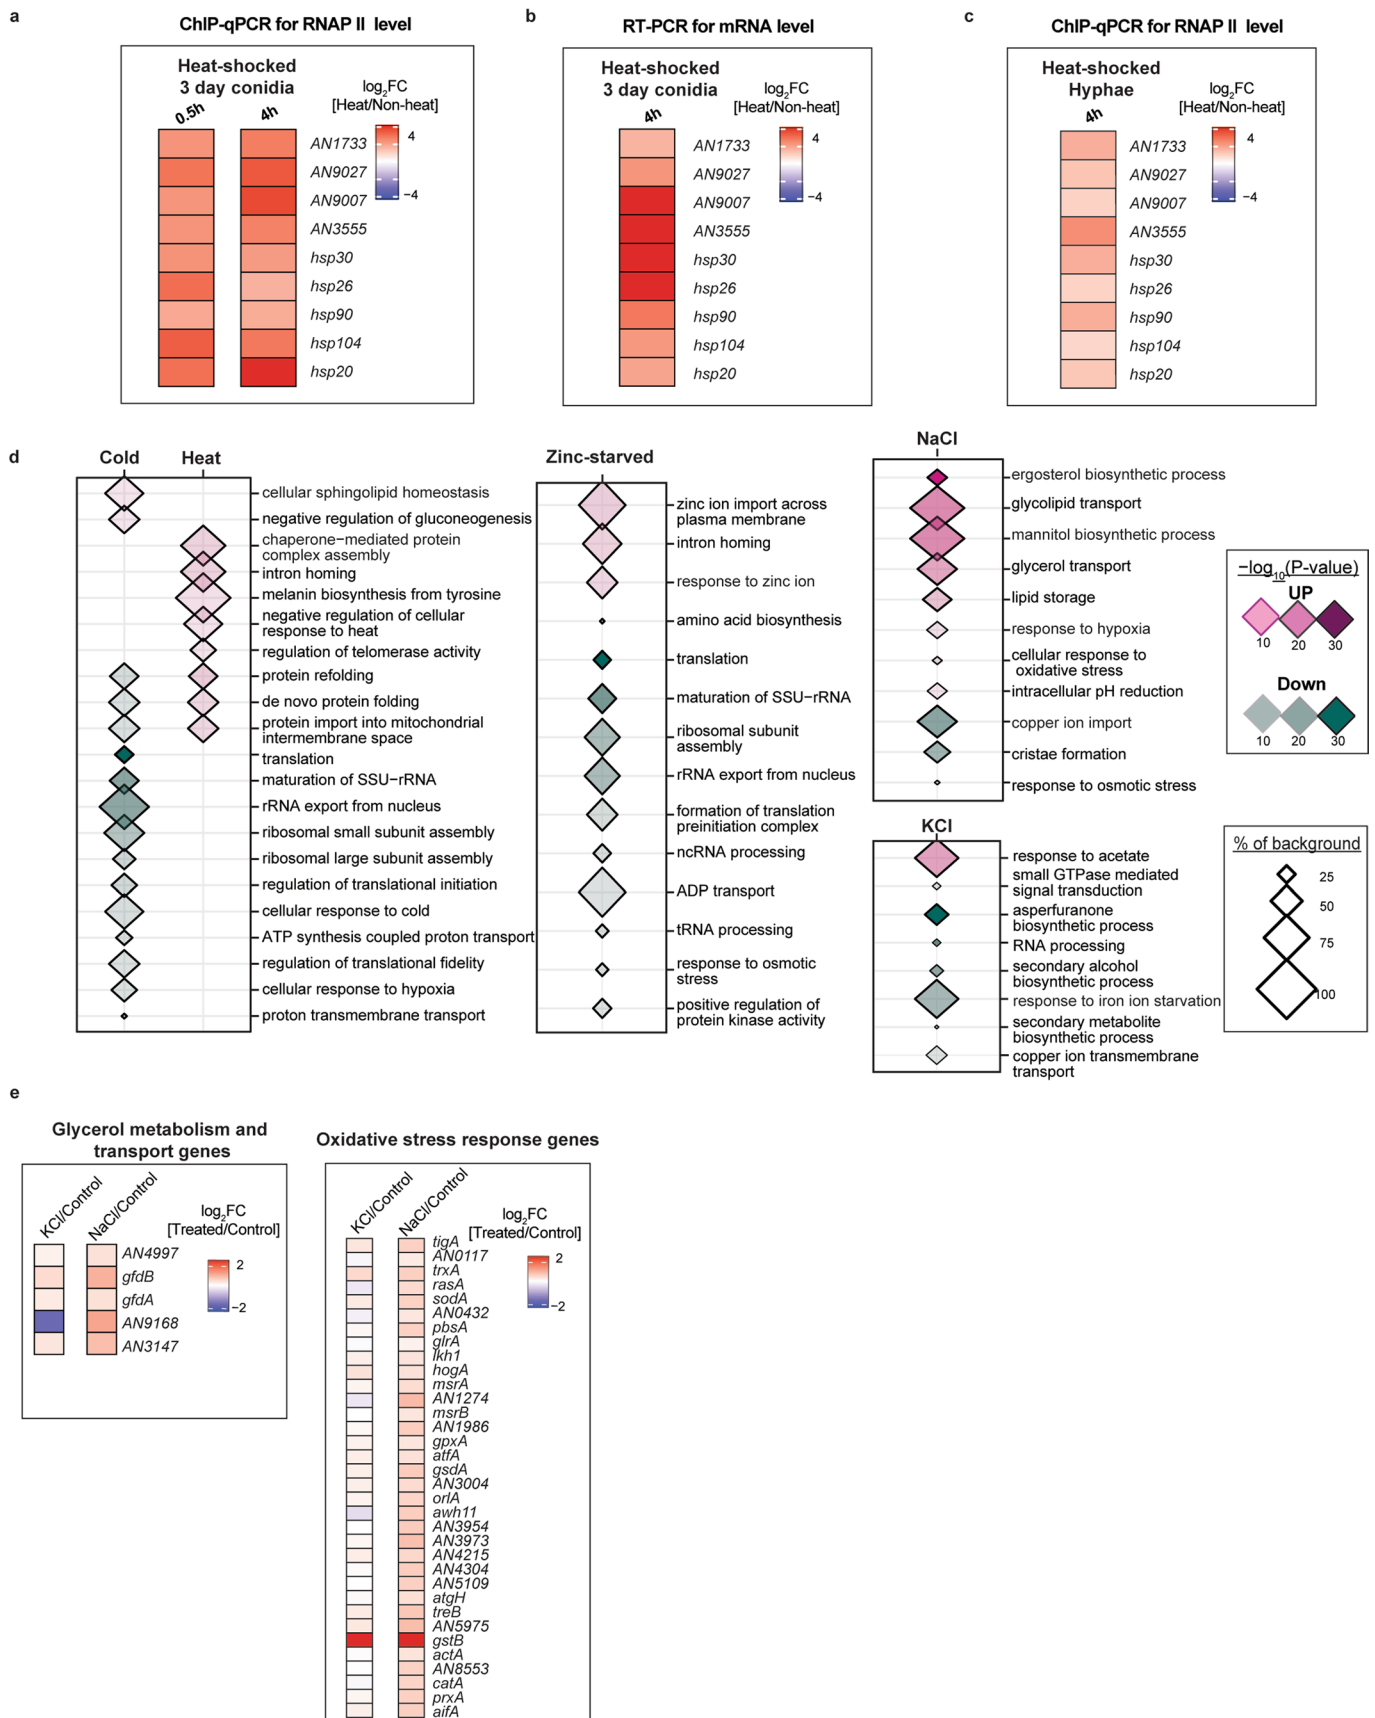 a
ChIP-qPCR for RNAP II level
Heat-shocked
3 day conidia
0.5h
4h
log2FC
[Heat/Non-heat]
4
−4
AN1733
AN9027
AN9007
AN3555
hsp30
hsp26
hsp90
hsp104
hsp20
b
RT-PCR for mRNA level
Heat-shocked
3 day conidia
4h
log2FC
[Heat/Non-heat]
4
−4
AN1733
AN9027
AN9007
AN3555
hsp30
hsp26
hsp90
hsp104
hsp20
c
ChIP-qPCR for RNAP II level
Heat-shocked
Hyphae
4h
log2FC
[Heat/Non-heat]
4
−4
AN1733
AN9027
AN9007
AN3555
hsp30
hsp26
hsp90
hsp104
hsp20
d
Cold
Heat
cellular sphingolipid homeostasis
negative regulation of gluconeogenesis
chaperone−mediated protein
complex assembly
intron homing
melanin biosynthesis from tyrosine
negative regulation of cellular
response to heat
regulation of telomerase activity
protein refolding
de novo protein folding
protein import into mitochondrial
intermembrane space
translation
maturation of SSU−rRNA
rRNA export from nucleus
ribosomal small subunit assembly
ribosomal large subunit assembly
regulation of translational initiation
cellular response to cold
ATP synthesis coupled proton transport
regulation of translational fidelity
cellular response to hypoxia
proton transmembrane transport
Zinc-starved
zinc ion import across
plasma membrane
intron homing
response to zinc ion
amino acid biosynthesis
translation
maturation of SSU−rRNA
ribosomal subunit
assembly
rRNA export from nucleus
formation of translation
preinitiation complex
ncRNA processing
ADP transport
tRNA processing
response to osmotic
stress
positive regulation of
protein kinase activity
NaCl
ergosterol biosynthetic process
glycolipid transport
mannitol biosynthetic process
glycerol transport
lipid storage
response to hypoxia
cellular response to
oxidative stress
intracellular pH reduction
copper ion import
cristae formation
response to osmotic stress
KCl
response to acetate
small GTPase mediated
signal transduction
asperfuranone
biosynthetic process
RNA processing
secondary alcohol
biosynthetic process
response to iron ion starvation
secondary metabolite
biosynthetic process
copper ion transmembrane
transport
−log10(P-value)
UP
10 20 30
Down
10 20 30
% of background
25
50
75
100
e
Glycerol metabolism and
transport genes
KCl/Control
NaCl/Control
log2FC
[Treated/Control]
2
−2
AN4997
gfdB
gfdA
AN9168
AN3147
Oxidative stress response genes
KCl/Control
NaCl/Control
log2FC
[Treated/Control]
2
−2
tigA
AN0117
trxA
rasA
sodA
AN0432
pbsA
glrA
lkh1
hogA
msrA
AN1274
msrB
AN1986
gpxA
atfA
gsdA
AN3004
orlA
awh11
AN3954
AN3973
AN4215
AN4304
AN5109
atgH
treB
AN5975
gstB
actA
AN8553
catA
prxA
aifA